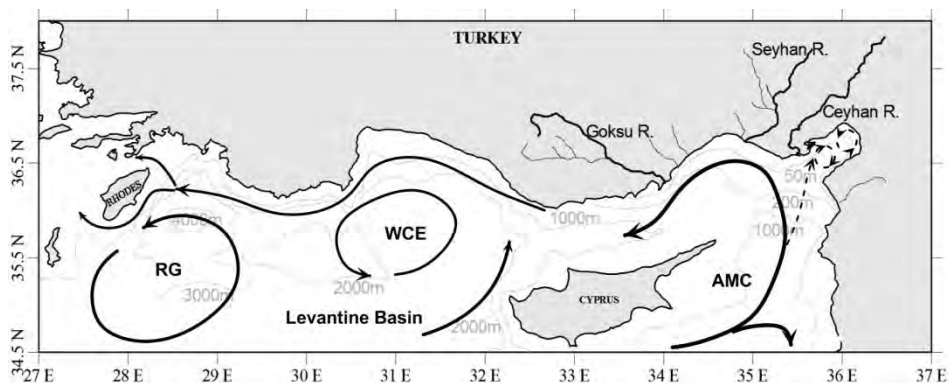 TURKEY
Seyhan R.
Ceyhan R.
Goksu R.
RHODES
4000m
50m
200m
1000m
1000m
WCE
RG
AMC
2000m
3000m
CYPRUS
Levantine Basin
2000m
37.5 N
36.5 N
35.5 N
34.5 N
27 E 28 E 29 E 30 E 31 E 32 E 33 E 34 E 35 E 36 E 37 E